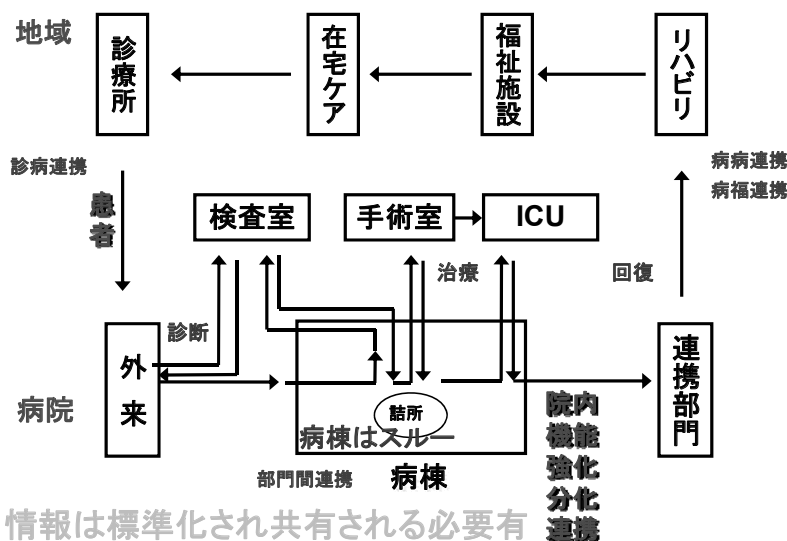 地域
診療所
在宅ケア
福祉施設
リハビリ
診病連携
患者
病病連携
病福連携
検査室
手術室
ICU
治療
回復
診断
外来
病院
詰所
病棟はスルー
病棟
部門間連携
連携部門
院内
機能
強化
分化
連携
情報は標準化され共有される必要有